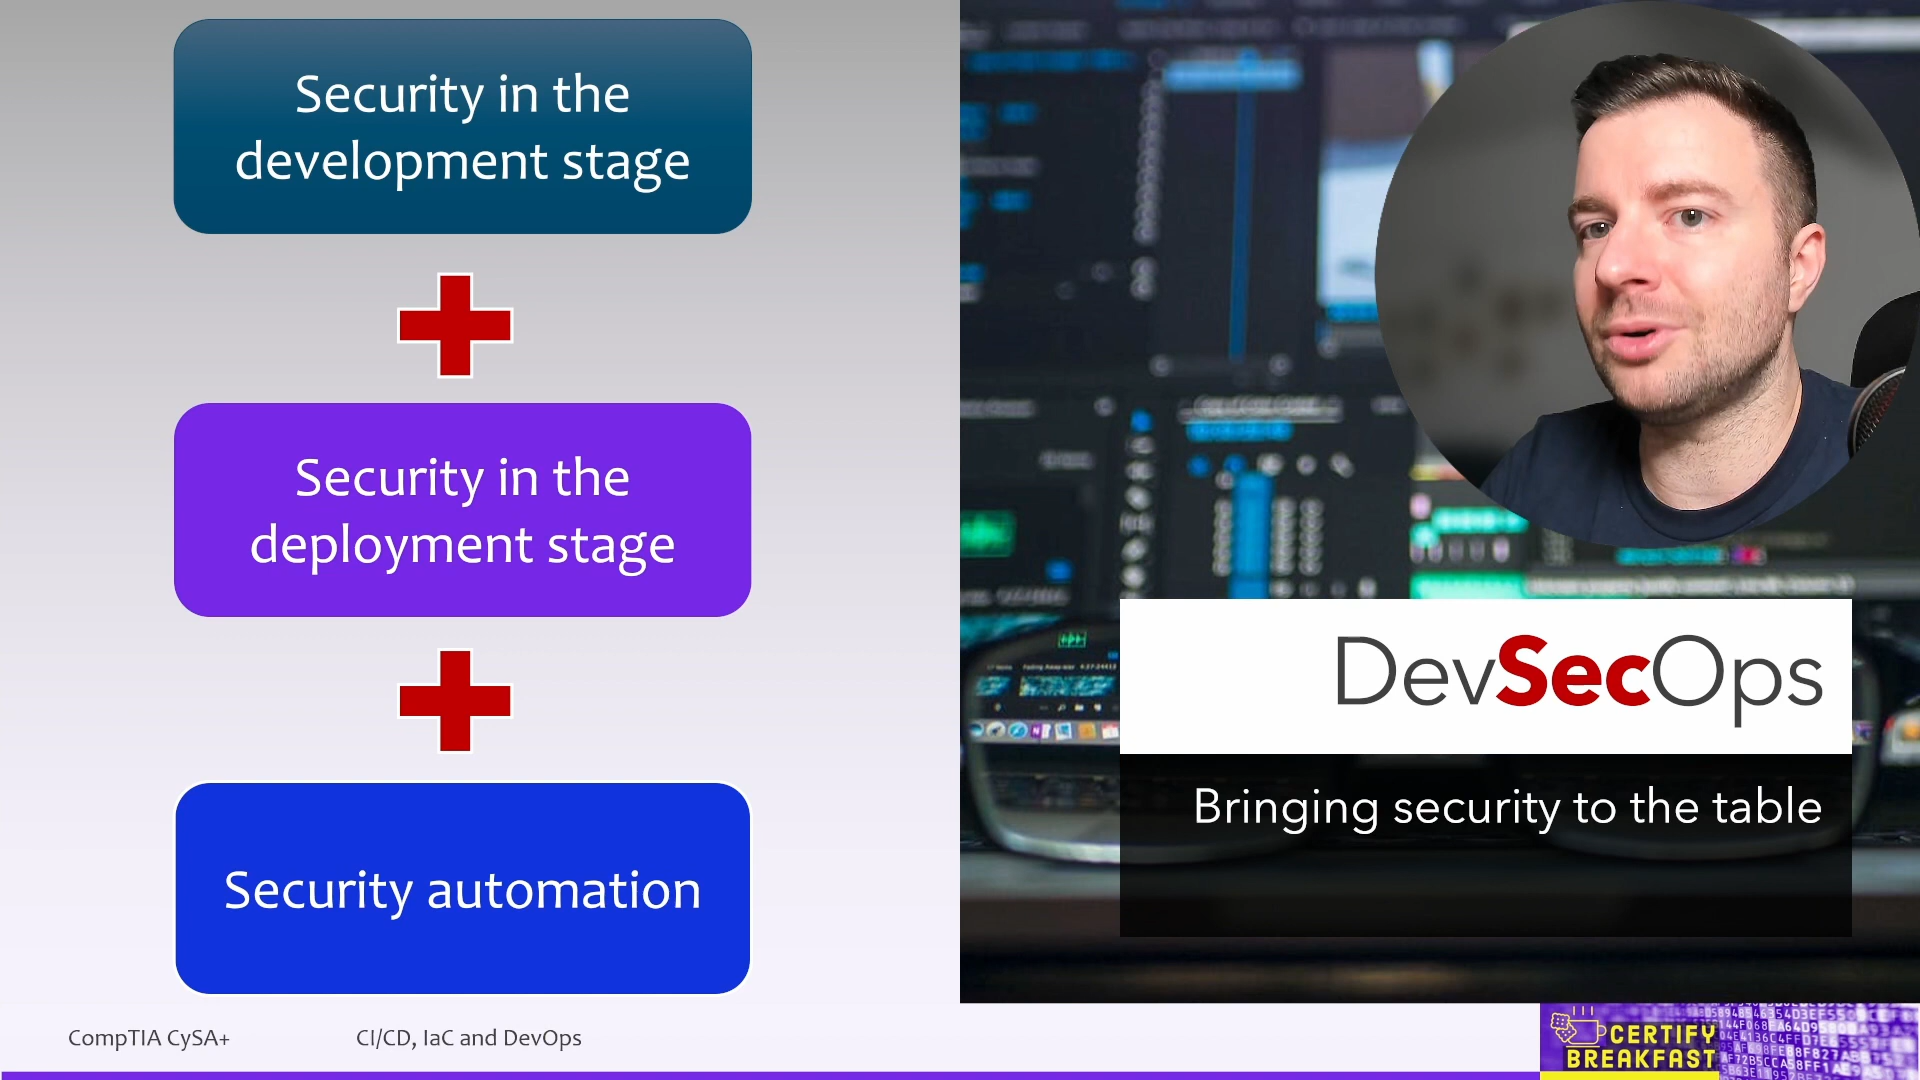 Security in the
development stage
Security in the
deployment stage
Security automation
DevSecOps
Bringing security to the table
CompTIA CySA+
CI/CD, IaC and DevOps
CERTIFY
BREAKFAST